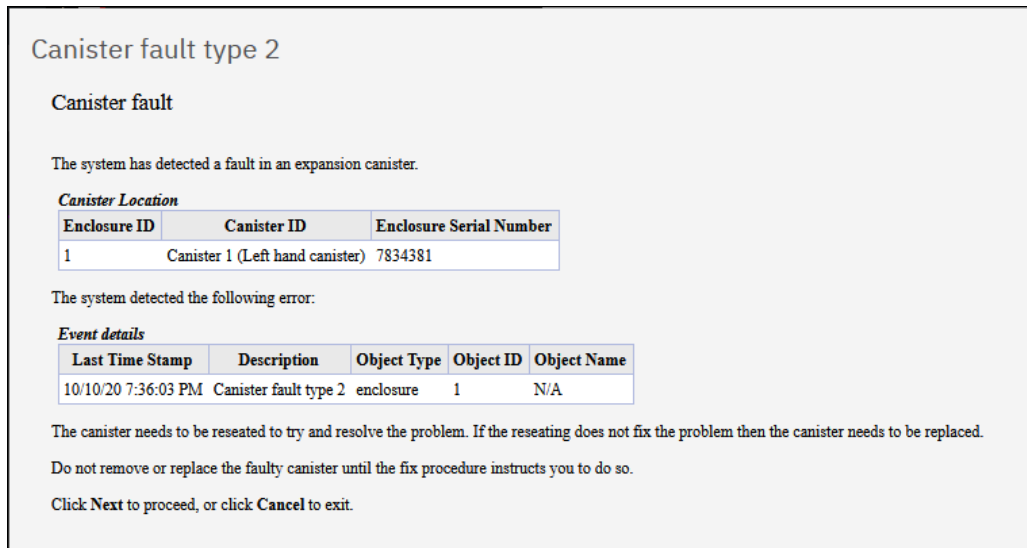 Canister fault type 2
Canister fault
The system has detected a fault in an expansion canister.
Canister Location
Enclosure ID Canister ID Enclosure Serial Number
1 Canister 1 (Left hand canister) 7834381
The system detected the following error:
Event details
Last Time Stamp Description Object Type Object ID Object Name
10/10/20 7:36:03 PM Canister fault type 2 enclosure 1 N/A
The canister needs to be reseated to try and resolve the problem. If the reseating does not fix the problem then the canister needs to be replaced.
Do not remove or replace the faulty canister until the fix procedure instructs you to do so.
Click Next to proceed, or click Cancel to exit.